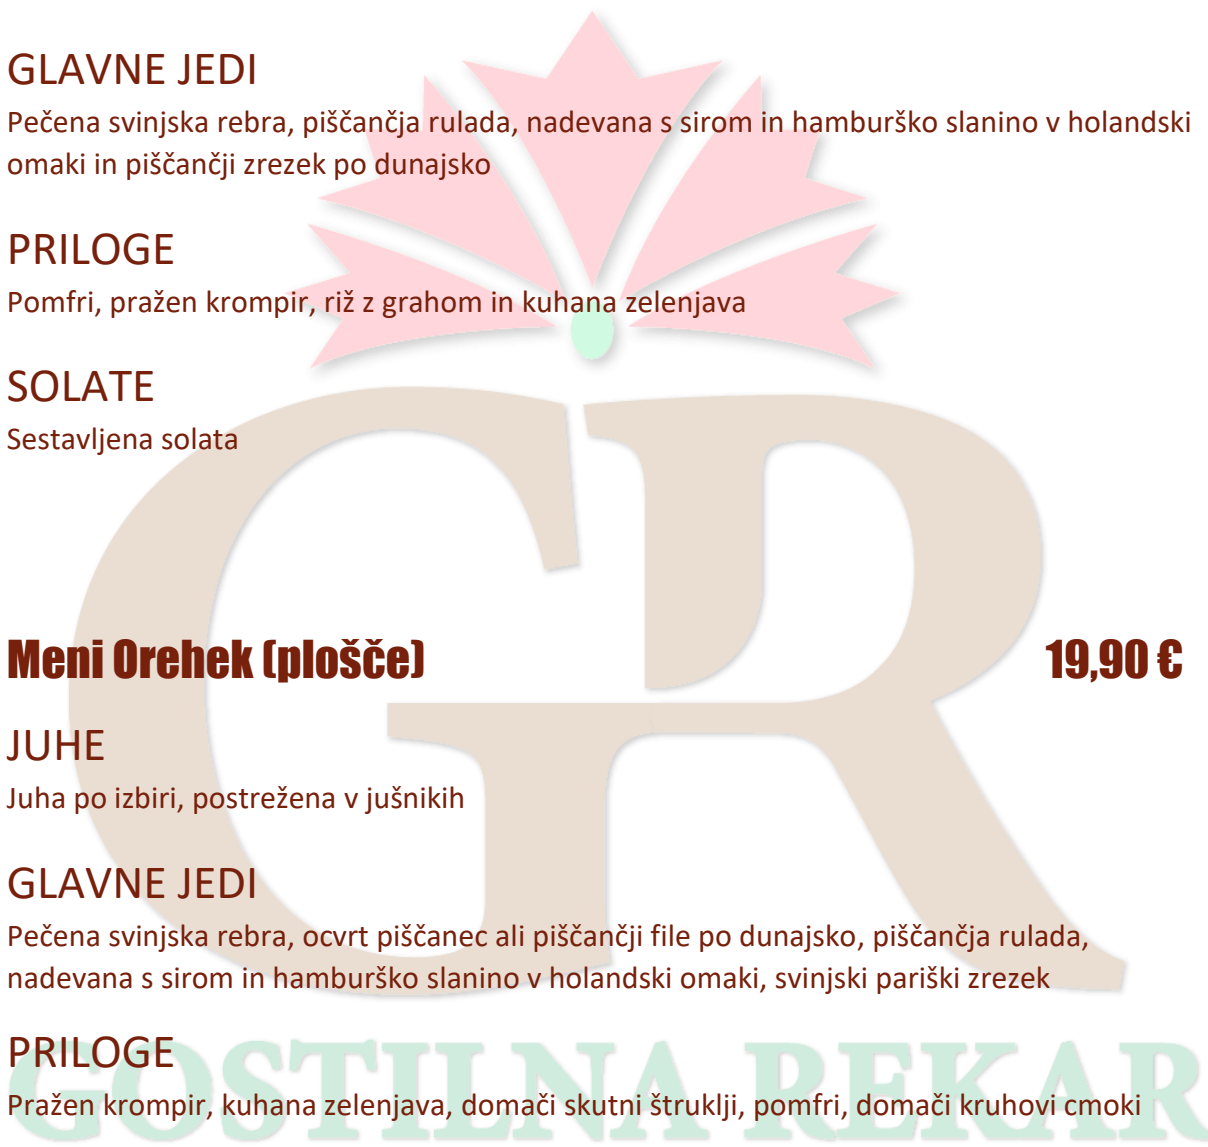 GLAVNE JEDI
Pečena svinjska rebra, piščančja rulada, nadevana s sirom in hamburško slanino v holandski
omaki in piščančji zrezek po dunajsko
PRILOGE
Pomfri, pražen krompir, riž z grahom in kuhana zelenjava
SOLATE
Sestavljena solata
Meni Orehek (plošče) 19,90 €
JUHE
Juha po izbiri, postrežena v jušnikih
GLAVNE JEDI
Pečena svinjska rebra, ocvrt piščanec ali piščančji file po dunajsko, piščančja rulada,
nadevana s sirom in hamburško slanino v holandski omaki, svinjski pariški zrezek
PRILOGE
Pražen krompir, kuhana zelenjava, domači skutni štruklji, pomfri, domači kruhovi cmoki
GR
GOSTILNA REKAR